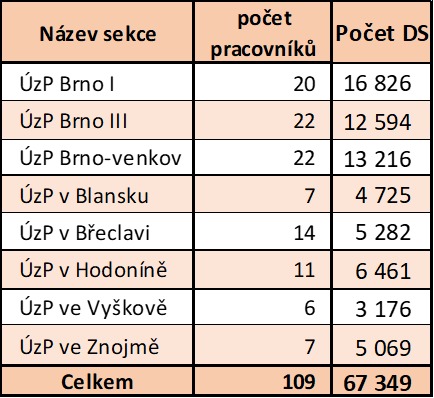 Název sekce počet pracovníků Počet DS
ÚzP Brno I 20 16 826
ÚzP Brno III 22 12 594
ÚzP Brno-venkov 22 13 216
ÚzP v Blansku 7 4 725
ÚzP v Břeclavi 14 5 282
ÚzP v Hodoníně 11 6 461
ÚzP ve Vyškově 6 3 176
ÚzP ve Znojmě 7 5 069
Celkem 109 67 349